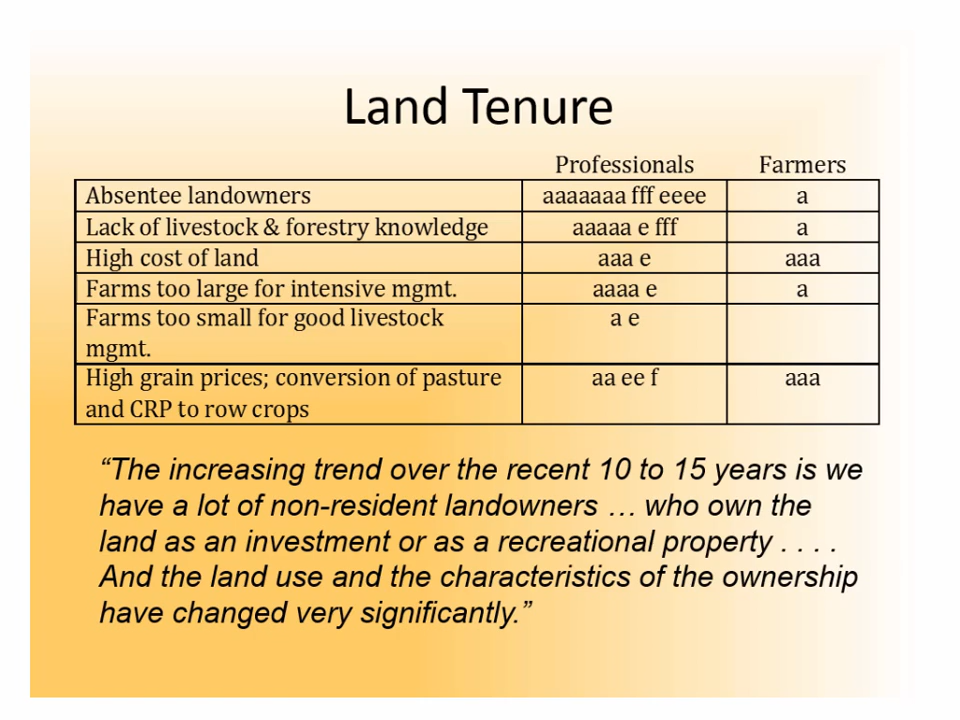 Land Tenure
Professionals Farmers
Absentee landowners aaaaaaa fff eeee a
Lack of livestock & forestry knowledge aaaaa e fff a
High cost of land aaa e aaa
Farms too large for intensive mgmt. aaaa e a
Farms too small for good livestock a e
mgmt.
High grain prices; conversion of pasture aa ee f aaa
and CRP to row crops
“The increasing trend over the recent 10 to 15 years is we
have a lot of non-resident landowners … who own the
land as an investment or as a recreational property . . . .
And the land use and the characteristics of the ownership
have changed very significantly.”